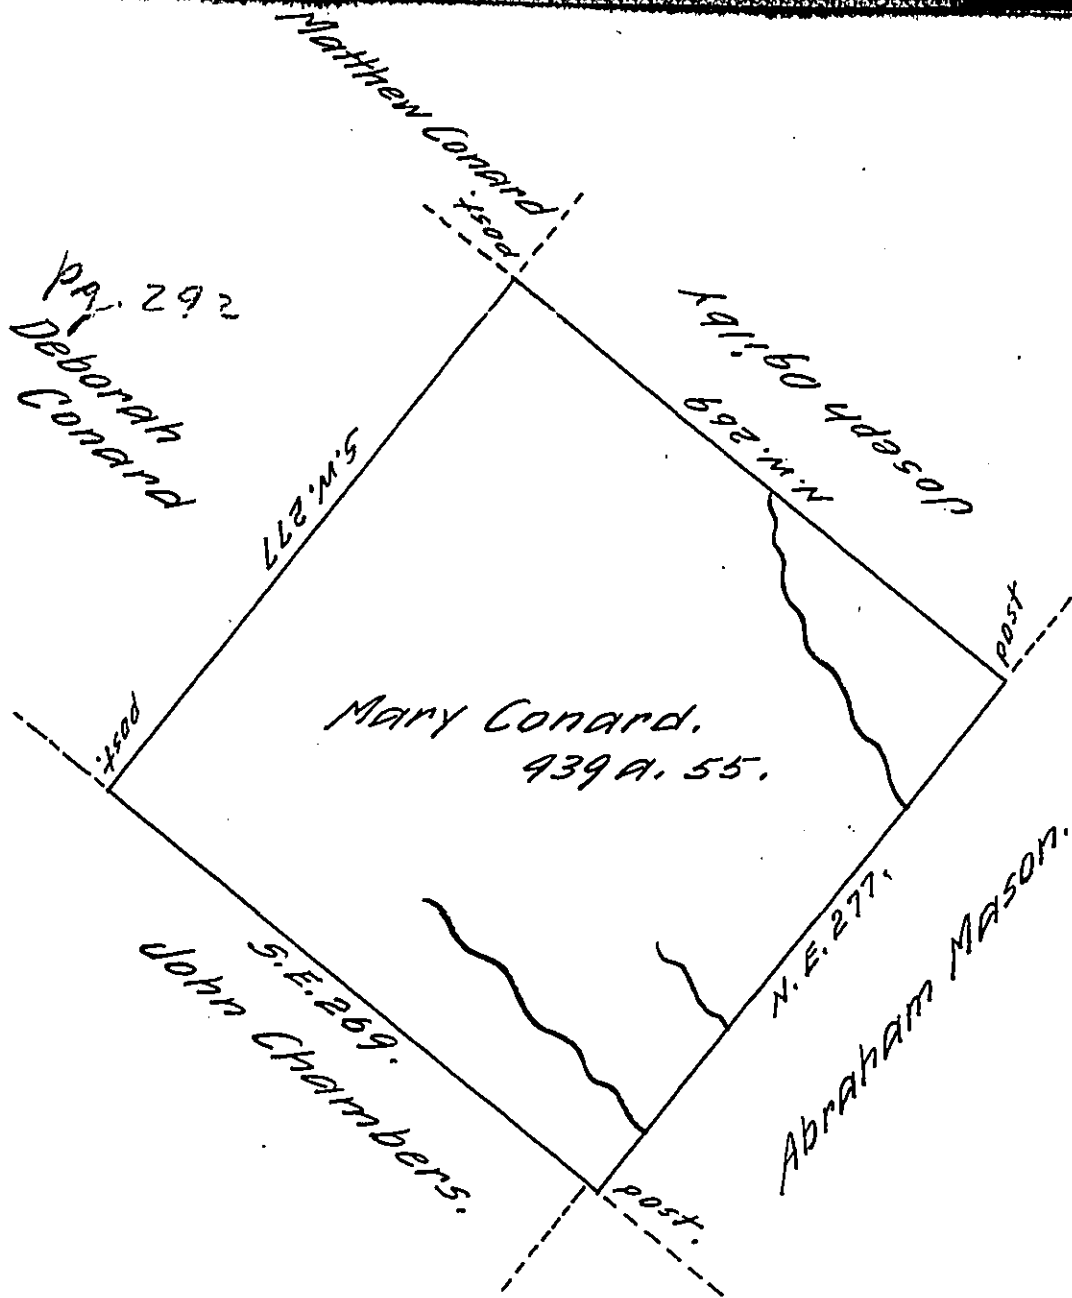 Matthew Conard
post.
pg. 292
Deborah
Conard
S.W. 277
Joseph Ogilby
N.W. 269
post
post.
Mary Conard.
439 a. 55.
S.E. 269.
John Chambers.
N.E. 277.
Abraham Mason.
post.